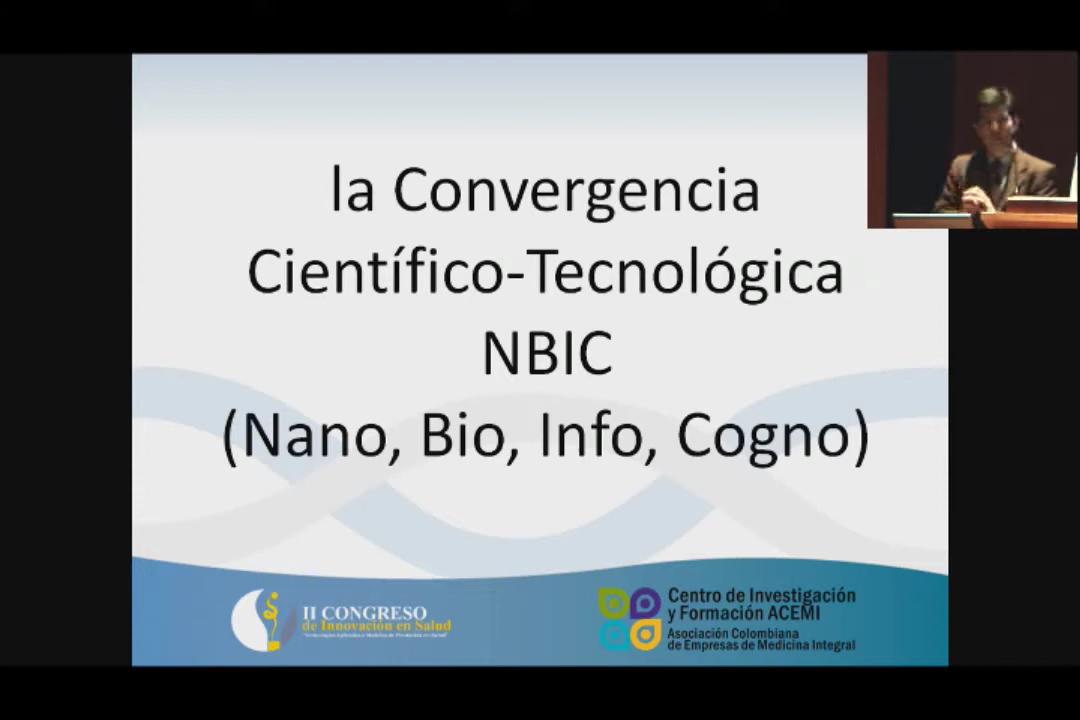 la Convergencia
Científico-Tecnológica
NBIC
(Nano, Bio, Info, Cogno)
II CONGRESO
de Innovación en Salud
Centro de Investigación
y Formación ACEMI
Asociación Colombiana
de Empresas de Medicina Integral